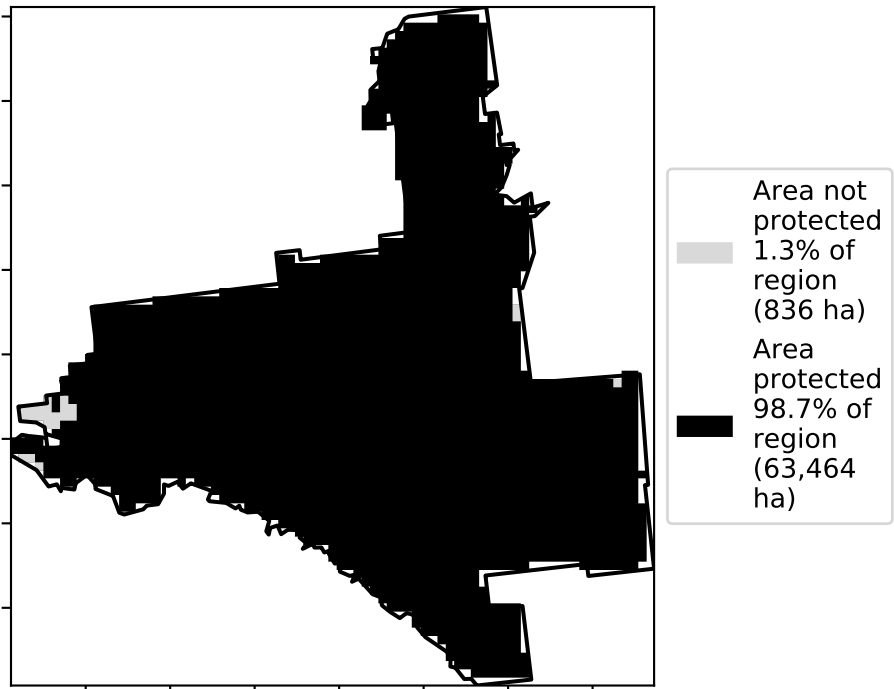 Area not
protected
1.3% of
region
(836 ha)
Area
protected
98.7% of
region
(63,464
ha)